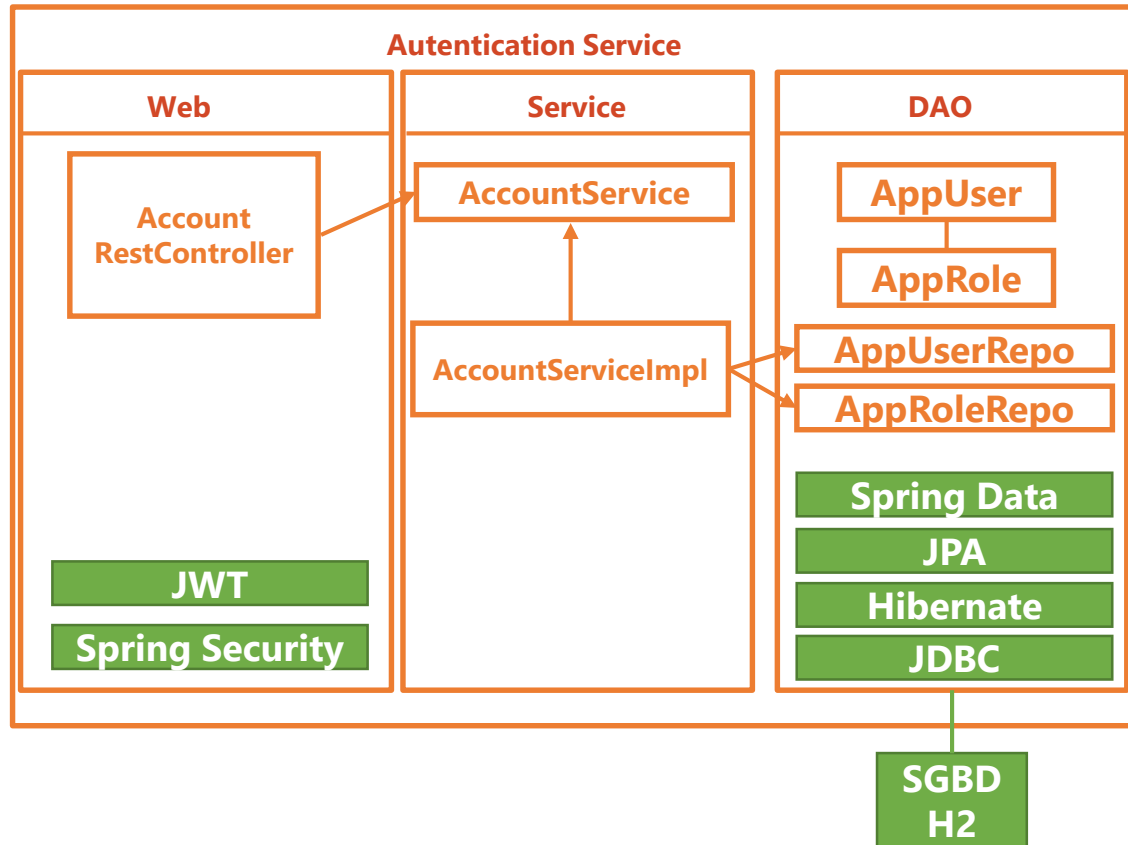 Autentication Service
Web
Account
RestController
JWT
Spring Security
Service
AccountService
AccountServiceImpl
DAO
AppUser
AppRole
AppUserRepo
AppRoleRepo
Spring Data
JPA
Hibernate
JDBC
SGBD
H2